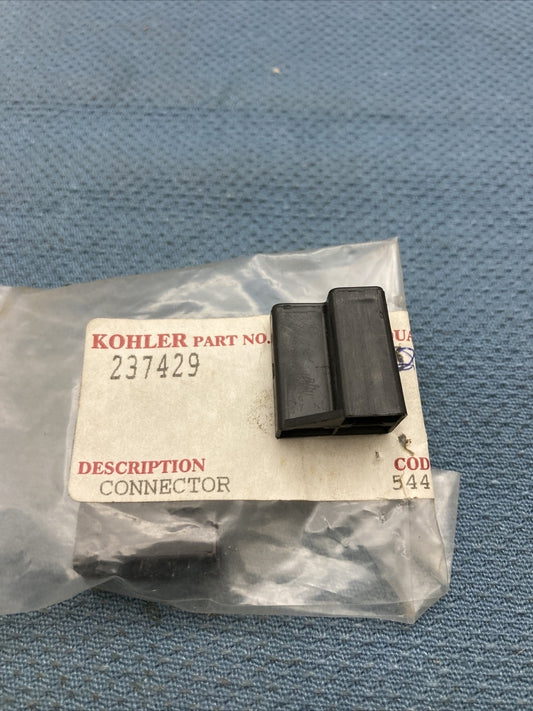 KOHLER PART NO.
237429
DESCRIPTION COD
CONNECTOR 544